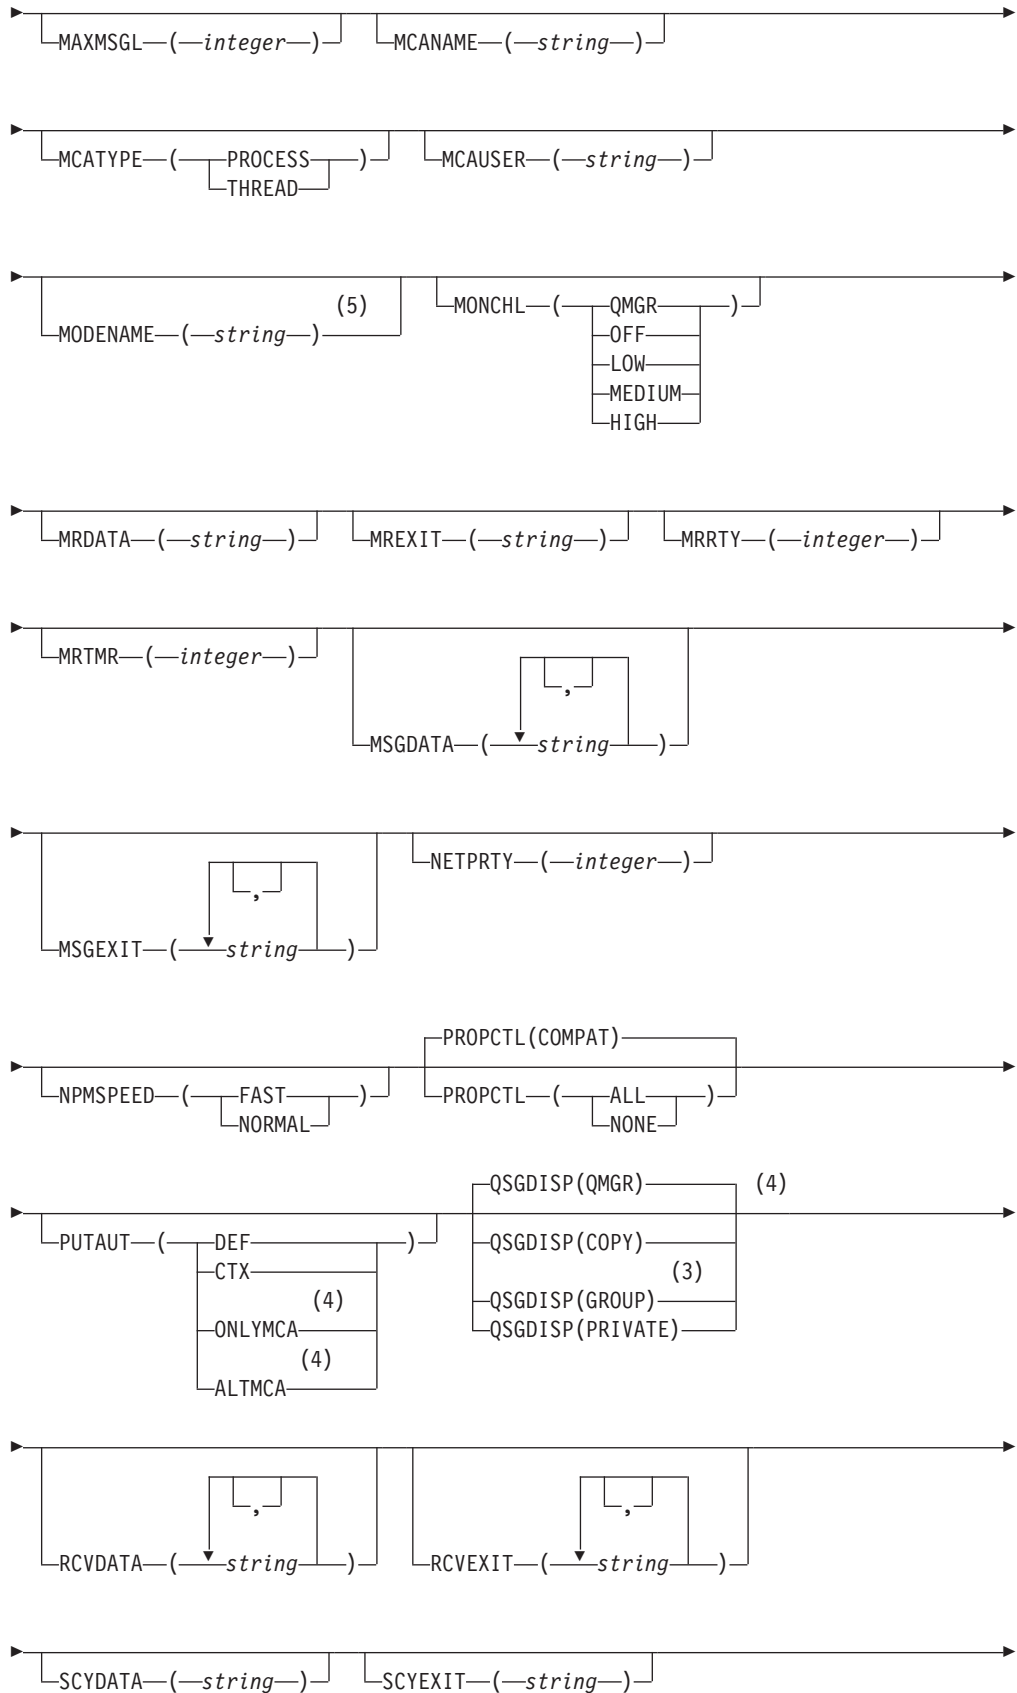 MAXMSGL ( integer ) MCANAME ( string )
MCATYPE ( PROCESS ) MCAUSER ( string )
THREAD
(5) MONCHL ( QMGR )
MODENAME ( string ) OFF
LOW
MEDIUM
HIGH
MRDATA ( string ) MREXIT ( string ) MRRTY ( integer )
MRTMR ( integer )
,
MSGDATA ( string )
NETPRTY ( integer )
,
MSGEXIT ( string )
PROPCTL(COMPAT)
NPMSPEED ( FAST ) PROPCTL ( ALL )
NORMAL NONE
QSGDISP(QMGR) (4)
PUTAUT ( DEF ) QSGDISP(COPY)
CTX (3)
(4) QSGDISP(GROUP)
ONLYMCA QSGDISP(PRIVATE)
(4)
ALTMCA
, ,
RCVDATA ( string ) RCVEXIT ( string )
SCYDATA ( string ) SCYEXIT ( string )